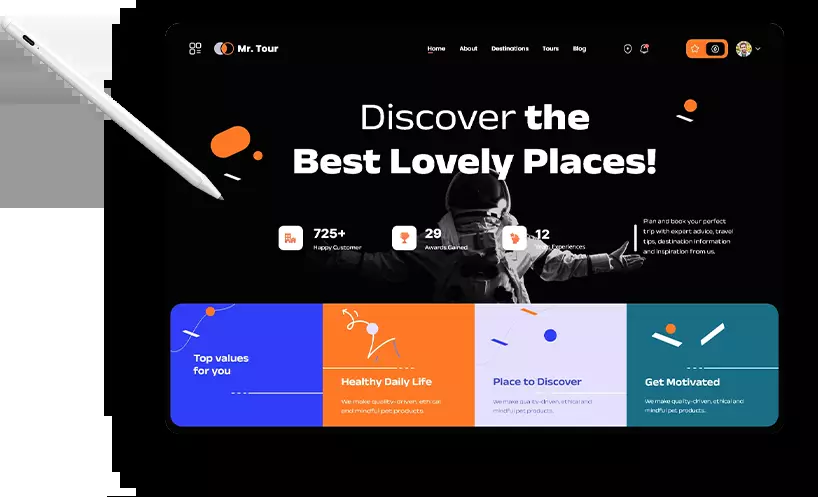 Mr. Tour
Home About Destinations Tours Blog
Discover the
Best Lovely Places!
725+
Happy Customer
29
Awards Gained
12
Years Experiences
Plan and book your perfect
trip with expert advice, travel
tips, destination information
and inspiration from us.
Top values
for you
Healthy Daily Life
We make quality-driven, ethical
and mindful pet products.
Place to Discover
We make quality-driven, ethical and
mindful pet products.
Get Motivated
We make quality-driven, ethical and
mindful pet products.